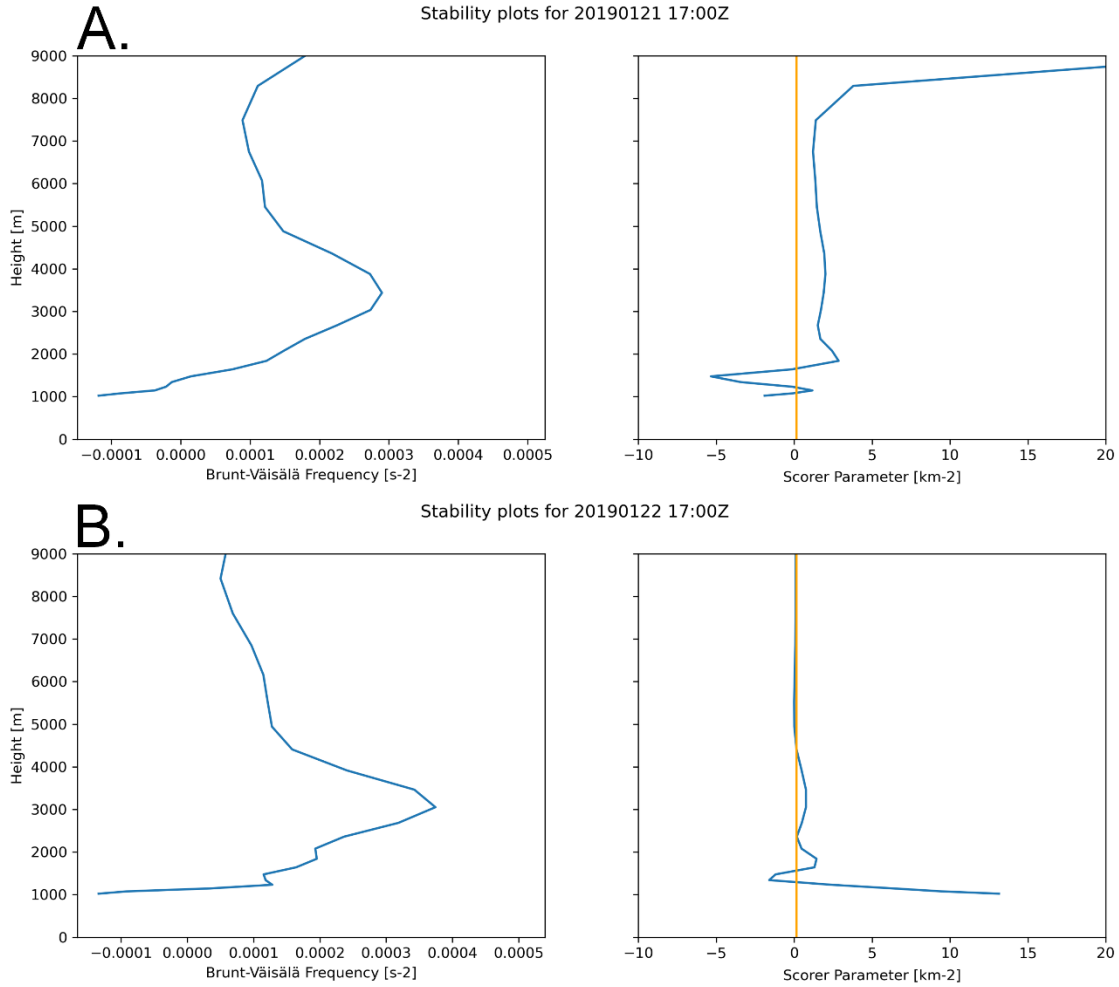 A.
Stability plots for 20190121 17:00Z
9000
8000
7000
6000
5000
4000
3000
2000
1000
0
Height [m]
−0.0001 0.0000 0.0001 0.0002 0.0003 0.0004 0.0005
Brunt-Väisälä Frequency [s-2]
−10 −5 0 5 10 15 20
Scorer Parameter [km-2]
B.
Stability plots for 20190122 17:00Z
9000
8000
7000
6000
5000
4000
3000
2000
1000
0
Height [m]
−0.0001 0.0000 0.0001 0.0002 0.0003 0.0004 0.0005
Brunt-Väisälä Frequency [s-2]
−10 −5 0 5 10 15 20
Scorer Parameter [km-2]